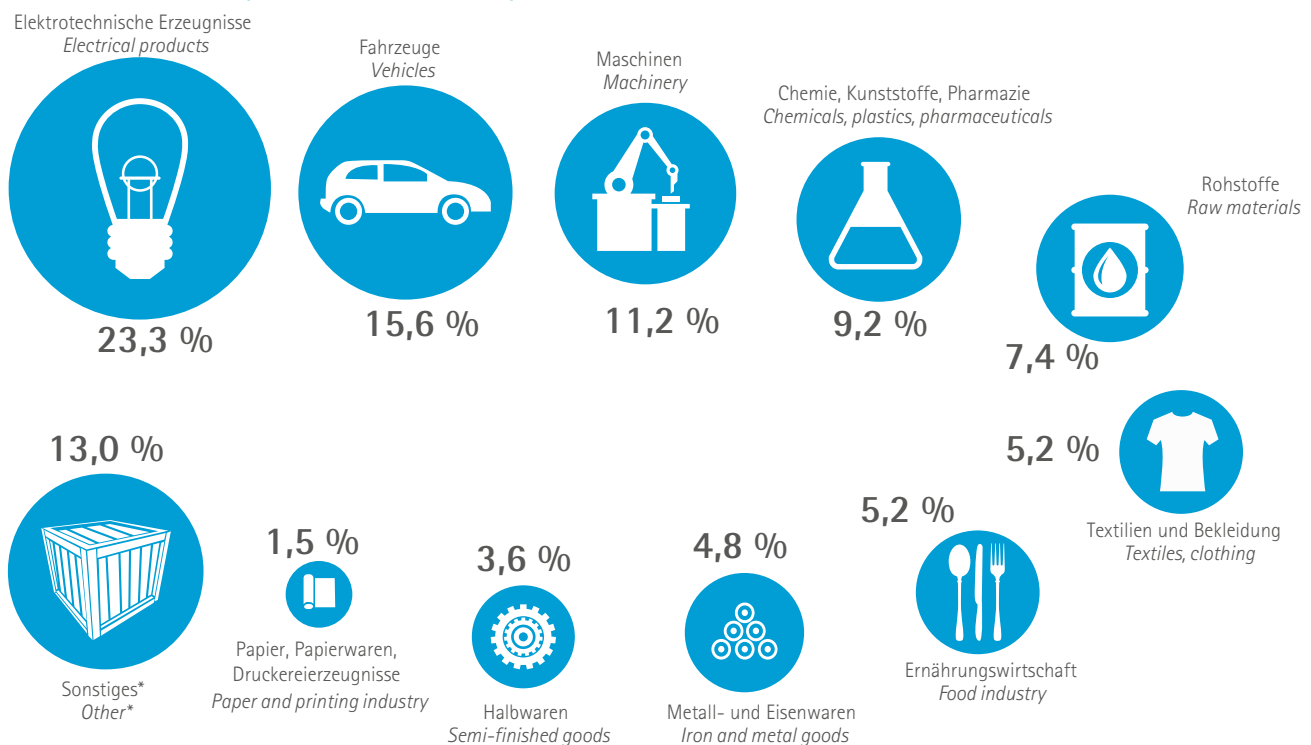 Elektrotechnische Erzeugnisse
Electrical products
23,3 %
Fahrzeuge
Vehicles
15,6 %
Maschinen
Machinery
11,2 %
Chemie, Kunststoffe, Pharmazie
Chemicals, plastics, pharmaceuticals
9,2 %
Rohstoffe
Raw materials
7,4 %
5,2 %
Textilien und Bekleidung
Textiles, clothing
5,2 %
Ernährungswirtschaft
Food industry
4,8 %
Metall- und Eisenwaren
Iron and metal goods
3,6 %
Halbwaren
Semi-finished goods
1,5 %
Papier, Papierwaren,
Druckereierzeugnisse
Paper and printing industry
13,0 %
Sonstiges*
Other*